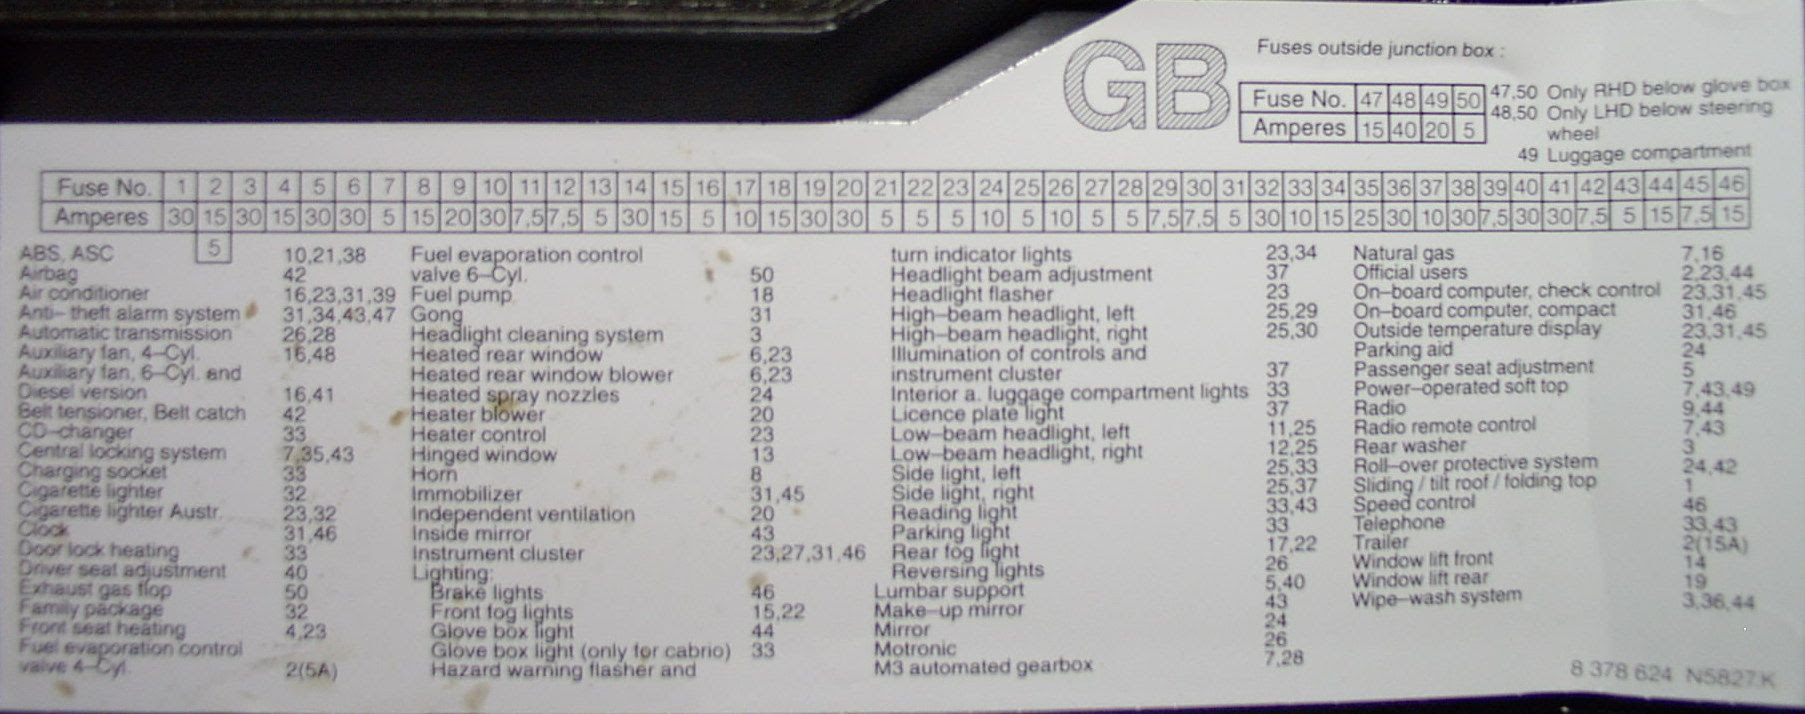 GB
Fuses outside junction box :
Fuse No. 47 48 49 50
Amperes 15 40 20 5
47,50 Only RHD below glove box
48,50 Only LHD below steering
wheel
49 Luggage compartment
Fuse No. 1 2 3 4 5 6 7 8 9 10 11 12 13 14 15 16 17 18 19 20 21 22 23 24 25 26 27 28 29 30 31 32 33 34 35 36 37 38 39 40 41 42 43 44 45 46
Amperes 30 15 30 15 30 30 5 15 20 30 7,5 7,5 5 30 15 5 10 15 30 30 5 5 5 10 5 10 5 5 7,5 7,5 5 30 10 15 25 30 10 30 7,5 30 30 7,5 5 15 7,5 15
5
ABS, ASC 10,21,38
Airbag 42
Air conditioner 16,23,31,39
Anti-theft alarm system 31,34,43,47
Automatic transmission 26,28
Auxiliary fan, 4-Cyl. 16,48
Auxiliary fan, 6-Cyl. and
Diesel version 16,41
Belt tensioner, Belt catch 42
CD-changer 33
Central locking system 7,35,43
Charging socket 33
Cigarette lighter 32
Cigarette lighter Austr. 23,32
Clock 31,46
Door lock heating 33
Driver seat adjustment 40
Exhaust gas flop 50
Family package 32
Front seat heating 4,23
Fuel evaporation control
valve 4-Cyl. 2(5A)
Fuel evaporation control
valve 6-Cyl. 50
Fuel pump 18
Gong 31
Headlight cleaning system 3
Heated rear window 6,23
Heated rear window blower 6,23
Heated spray nozzles 24
Heater blower 20
Heater control 23
Hinged window 13
Horn 8
Immobilizer 31,45
Independent ventilation 20
Inside mirror 43
Instrument cluster 23,27,31,46
Lighting:
Brake lights 46
Front fog lights 15,22
Glove box light 44
Glove box light (only for cabrio) 33
Hazard warning flasher and
turn indicator lights 23,34
Headlight beam adjustment 37
Headlight flasher 23
High-beam headlight, left 25,29
High-beam headlight, right 25,30
Illumination of controls and
instrument cluster 37
Interior a. luggage compartment lights 33
Licence plate light 37
Low-beam headlight, left 11,25
Low-beam headlight, right 12,25
Side light, left 25,33
Side light, right 25,37
Reading light 33,43
Parking light 33
Rear fog light 17,22
Reversing lights 26
Lumbar support 5,40
Make-up mirror 43
Mirror 24
Motronic 26
M3 automated gearbox 7,28
Natural gas 7,16
Official users 2,23,44
On-board computer, check control 23,31,45
On-board computer, compact 31,46
Outside temperature display 23,31,45
Parking aid 24
Passenger seat adjustment 5
Power-operated soft top 7,43,49
Radio 9,44
Radio remote control 7,43
Rear washer 3
Roll-over protective system 24,42
Sliding / tilt roof / folding top 1
Speed control 46
Telephone 33,43
Trailer 2(15A)
Window lift front 14
Window lift rear 19
Wipe-wash system 3,36,44
8 378 624 N5827K